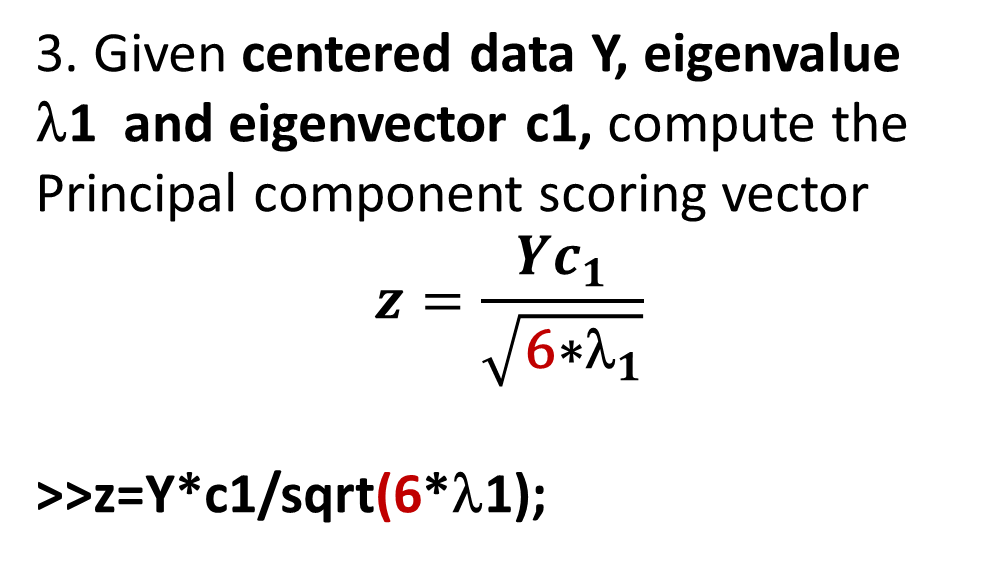 3. Given centered data Y, eigenvalue
λ1 and eigenvector c1, compute the
Principal component scoring vector
z = Yc₁ / √(6*λ₁)
>>z=Y*c1/sqrt(6*λ1);